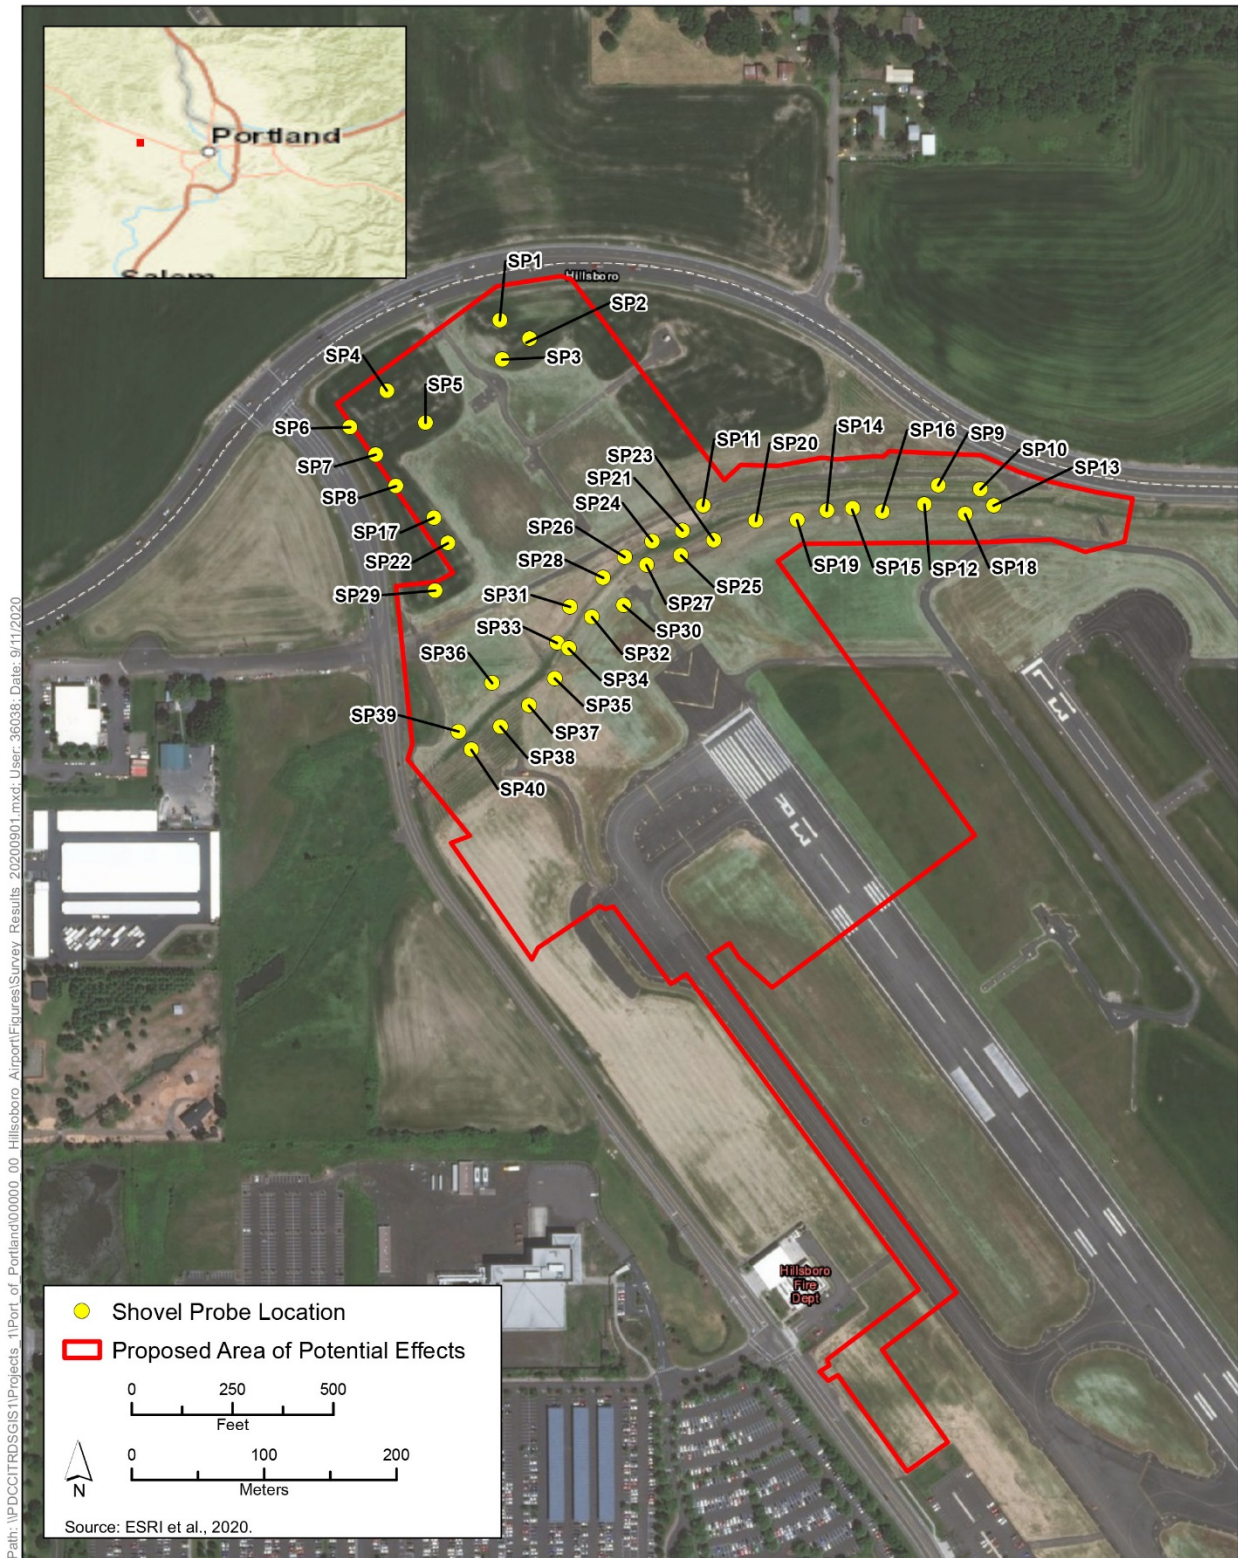 Portland
Salem
Hillsboro
SP1
SP2
SP3
SP4
SP5
SP6
SP7
SP8
SP17
SP22
SP29
SP11
SP20
SP14
SP16
SP9
SP10
SP13
SP23
SP21
SP24
SP26
SP28
SP31
SP33
SP36
SP39
SP19
SP15
SP12
SP18
SP25
SP27
SP30
SP32
SP34
SP35
SP37
SP38
SP40
Hillsboro
Fire
Dept
Shovel Probe Location
Proposed Area of Potential Effects
0 250 500
Feet
0 100 200
Meters
N
Source: ESRI et al., 2020.
Path: \\PDCCITRDSGIS1\Projects_1\Port_of_Portland\00000_00_Hillsoboro_Airport\Figures\Survey_Results_20200901.mxd; User: 36038; Date: 9/11/2020